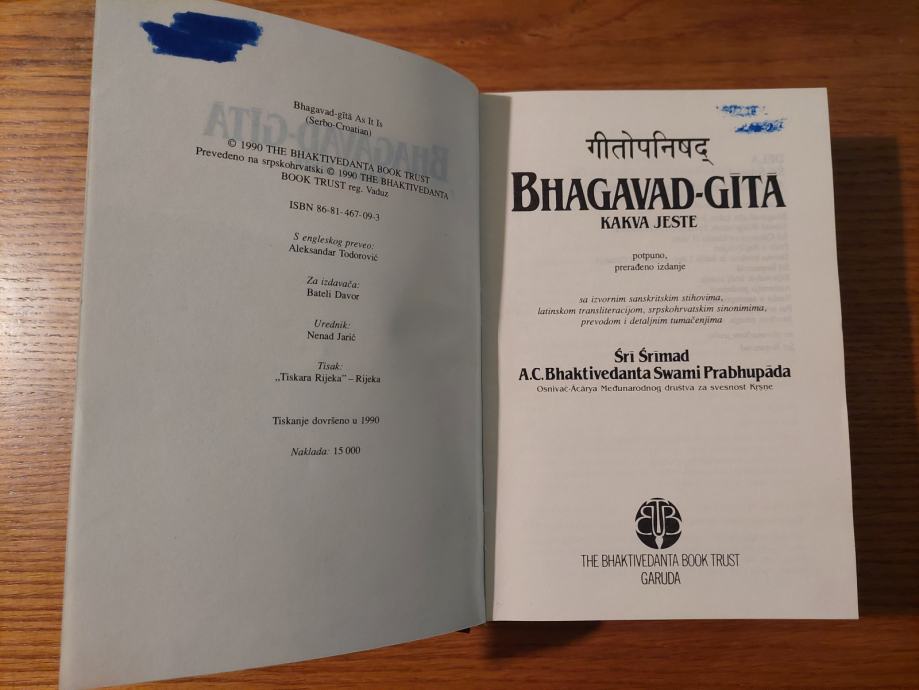 Bhagavad-gītā As It Is
(Serbo-Croatian)
© 1990 THE BHAKTIVEDANTA BOOK TRUST
Prevedeno na srpskohrvatski © 1990 THE BHAKTIVEDANTA
BOOK TRUST reg. Vaduz
ISBN 86-81-467-09-3
S engleskog preveo:
Aleksandar Todorović
Za izdavača:
Bateli Davor
Urednik:
Nenad Jarić
Tisak:
„Tiskara Rijeka” – Rijeka
Tiskanje dovršeno u 1990
Naklada: 15 000
गीतोपनिषद्
BHAGAVAD-GĪTĀ
KAKVA JESTE
potpuno,
prerađeno izdanje
sa izvornim sanskritskim stihovima,
latinskom transliteracijom, srpskohrvatskim sinonimima,
prevodom i detaljnim tumačenjima
Śrī Śrīmad
A.C. Bhaktivedanta Swami Prabhupāda
Osnivač-Ācārya Međunarodnog društva za svesnost Kṛṣṇe
BTB
THE BHAKTIVEDANTA BOOK TRUST
GARUDA